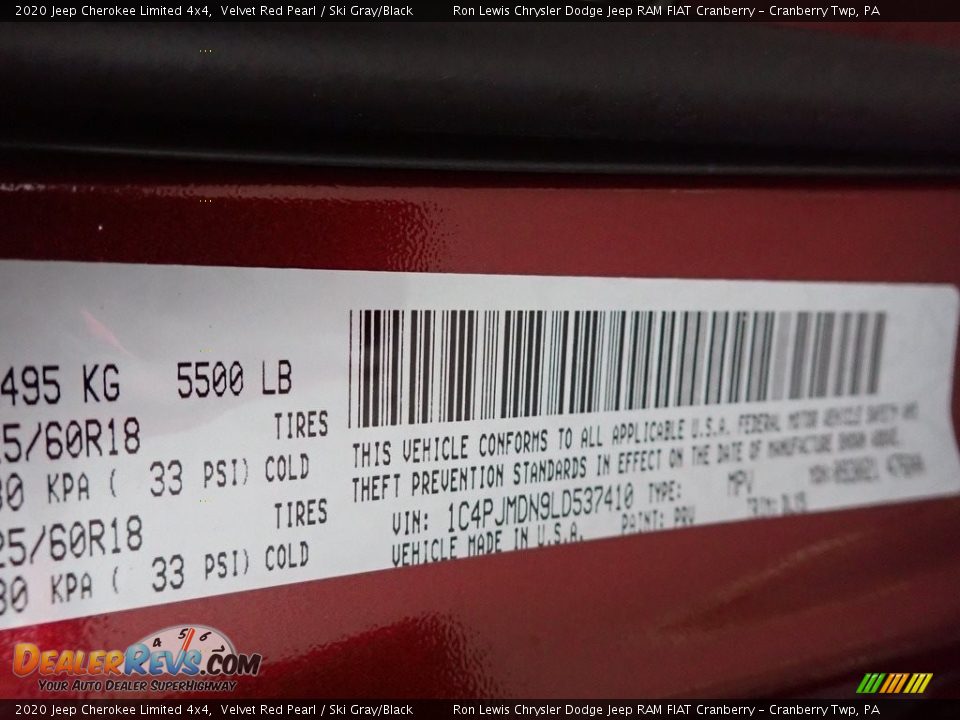 2020 Jeep Cherokee Limited 4x4, Velvet Red Pearl / Ski Gray/Black Ron Lewis Chrysler Dodge Jeep RAM FIAT Cranberry - Cranberry Twp, PA
495 KG 5500 LB
5/60R18 TIRES
30 KPA ( 33 PSI) COLD
25/60R18 TIRES
30 KPA ( 33 PSI) COLD
THIS VEHICLE CONFORMS TO ALL APPLICABLE U.S.A. FEDERAL MOTOR VEHICLE SAFETY AND
THEFT PREVENTION STANDARDS IN EFFECT ON THE DATE OF MANUFACTURE SHOWN ABOVE.
VIN: 1C4PJMDN9LD537410 TYPE: MPV
VEHICLE MADE IN U.S.A. PAINT: PRV
4 5 6
DEALERREVS.COM
YOUR AUTO DEALER SUPERHIGHWAY
2020 Jeep Cherokee Limited 4x4, Velvet Red Pearl / Ski Gray/Black Ron Lewis Chrysler Dodge Jeep RAM FIAT Cranberry - Cranberry Twp, PA